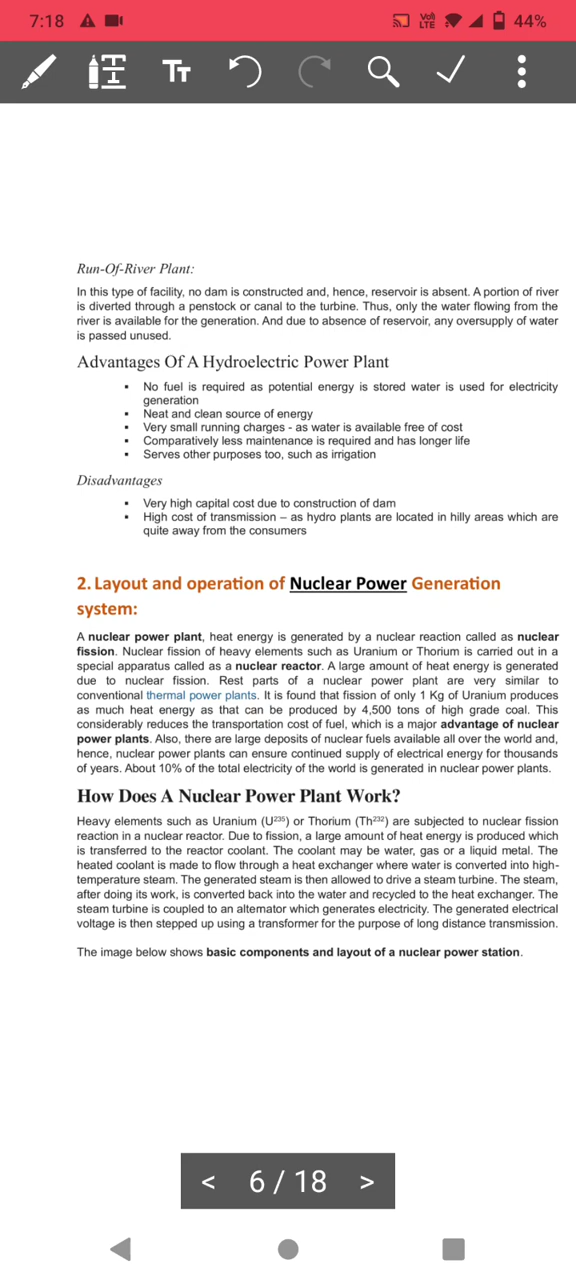 7:18
Vo))
LTE
44%
Run-Of-River Plant:
In this type of facility, no dam is constructed and, hence, reservoir is absent. A portion of river
is diverted through a penstock or canal to the turbine. Thus, only the water flowing from the
river is available for the generation. And due to absence of reservoir, any oversupply of water
is passed unused.
Advantages Of A Hydroelectric Power Plant
▪ No fuel is required as potential energy is stored water is used for electricity
generation
▪ Neat and clean source of energy
▪ Very small running charges - as water is available free of cost
▪ Comparatively less maintenance is required and has longer life
▪ Serves other purposes too, such as irrigation
Disadvantages
▪ Very high capital cost due to construction of dam
▪ High cost of transmission – as hydro plants are located in hilly areas which are
quite away from the consumers
2. Layout and operation of Nuclear Power Generation
system:
A nuclear power plant, heat energy is generated by a nuclear reaction called as nuclear
fission. Nuclear fission of heavy elements such as Uranium or Thorium is carried out in a
special apparatus called as a nuclear reactor. A large amount of heat energy is generated
due to nuclear fission. Rest parts of a nuclear power plant are very similar to
conventional thermal power plants. It is found that fission of only 1 Kg of Uranium produces
as much heat energy as that can be produced by 4,500 tons of high grade coal. This
considerably reduces the transportation cost of fuel, which is a major advantage of nuclear
power plants. Also, there are large deposits of nuclear fuels available all over the world and,
hence, nuclear power plants can ensure continued supply of electrical energy for thousands
of years. About 10% of the total electricity of the world is generated in nuclear power plants.
How Does A Nuclear Power Plant Work?
Heavy elements such as Uranium (U²³⁵) or Thorium (Th²³²) are subjected to nuclear fission
reaction in a nuclear reactor. Due to fission, a large amount of heat energy is produced which
is transferred to the reactor coolant. The coolant may be water, gas or a liquid metal. The
heated coolant is made to flow through a heat exchanger where water is converted into high-
temperature steam. The generated steam is then allowed to drive a steam turbine. The steam,
after doing its work, is converted back into the water and recycled to the heat exchanger. The
steam turbine is coupled to an alternator which generates electricity. The generated electrical
voltage is then stepped up using a transformer for the purpose of long distance transmission.
The image below shows basic components and layout of a nuclear power station.
< 6 / 18 >